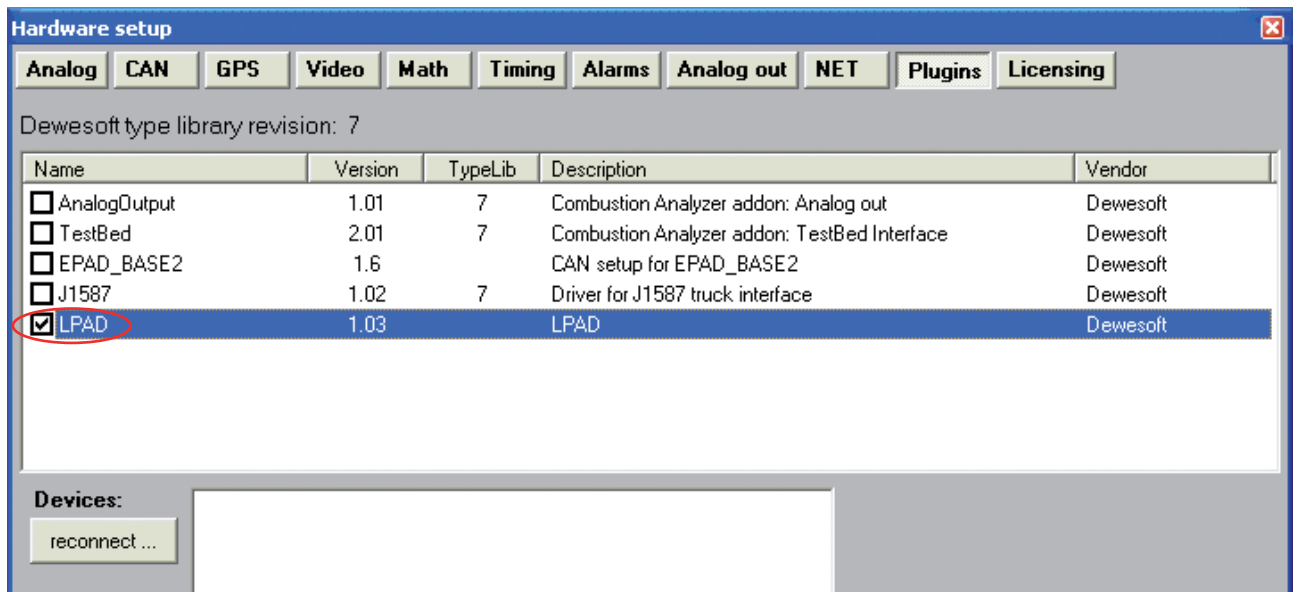 Hardware setup
Analog CAN GPS Video Math Timing Alarms Analog out NET Plugins Licensing
Dewesoft type library revision: 7
Name Version TypeLib Description Vendor
AnalogOutput 1.01 7 Combustion Analyzer addon: Analog out Dewesoft
TestBed 2.01 7 Combustion Analyzer addon: TestBed Interface Dewesoft
EPAD_BASE2 1.6 CAN setup for EPAD_BASE2 Dewesoft
J1587 1.02 7 Driver for J1587 truck interface Dewesoft
LPAD 1.03 LPAD Dewesoft
Devices:
reconnect ...